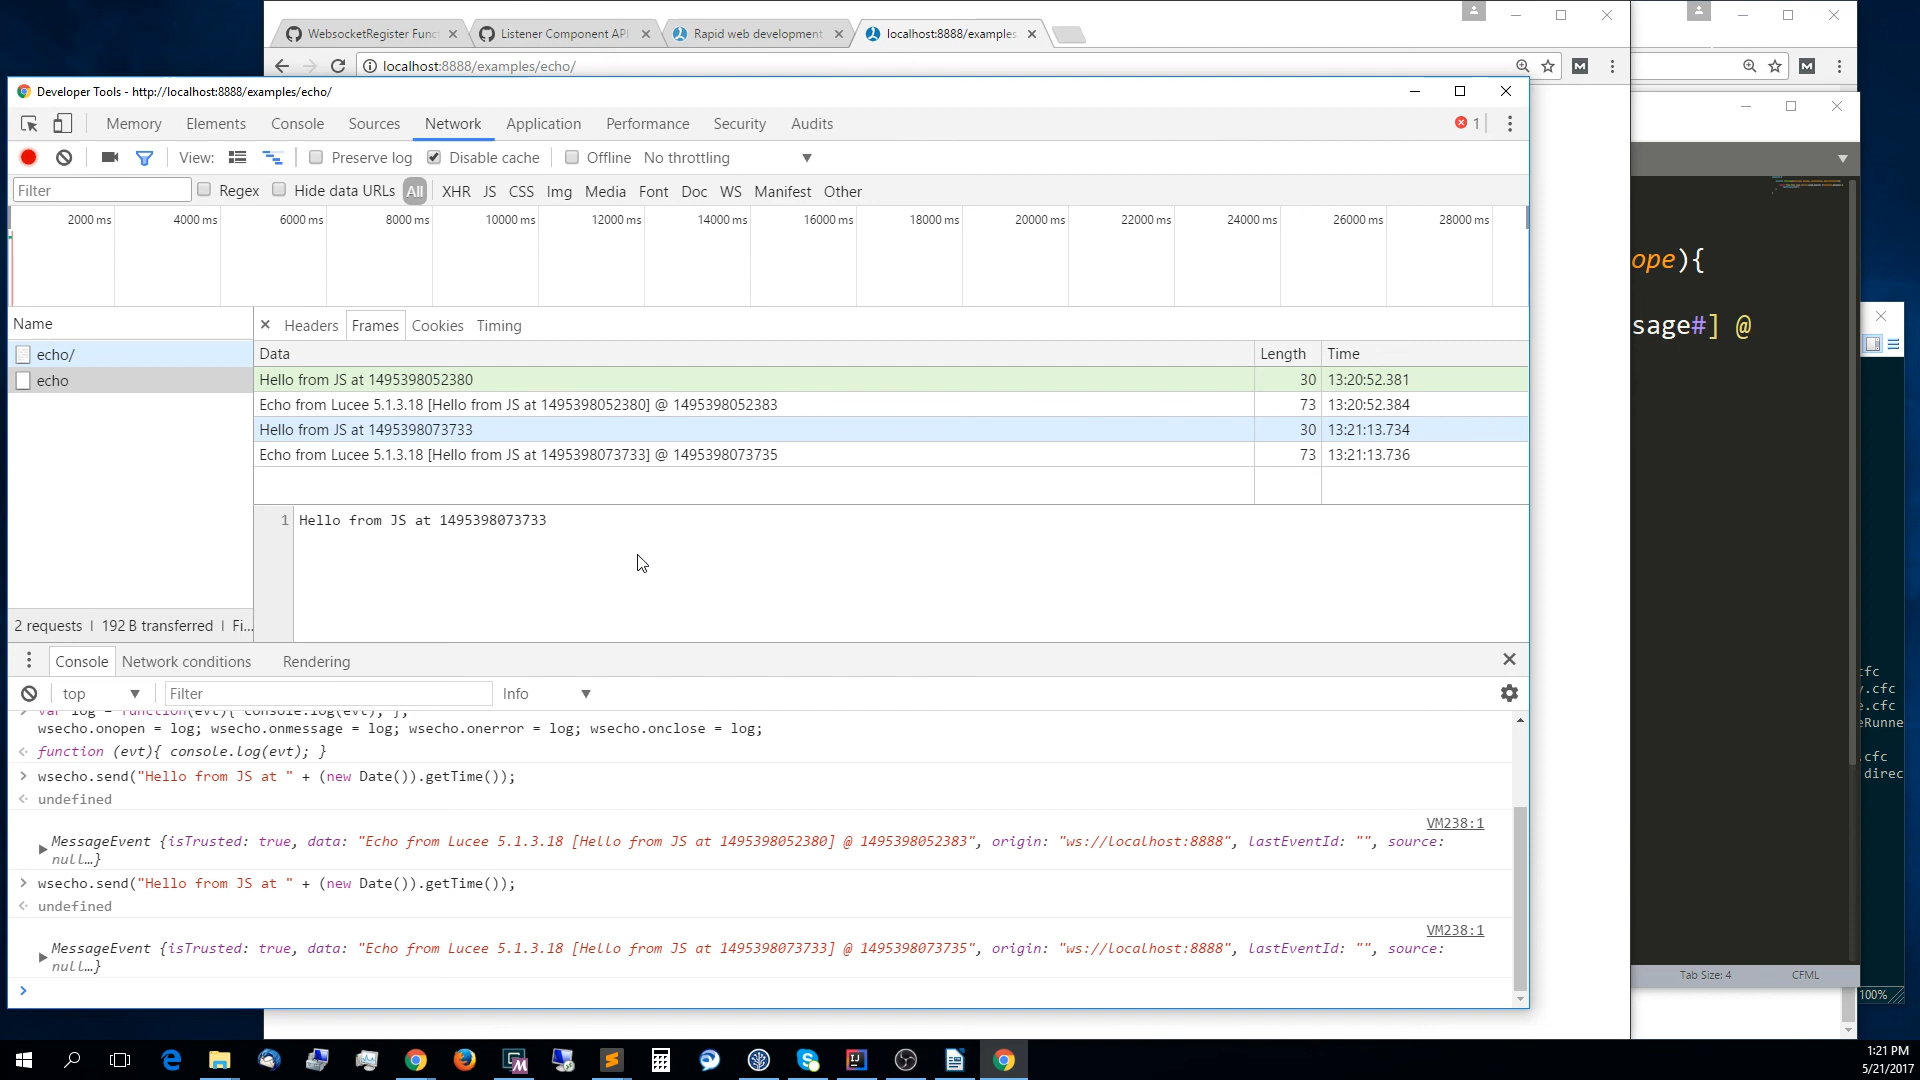 WebsocketRegister Func
Listener Component API
Rapid web development
localhost:8888/examples
localhost:8888/examples/echo/
Developer Tools - http://localhost:8888/examples/echo/
Memory
Elements
Console
Sources
Network
Application
Performance
Security
Audits
1
View:
Preserve log
Disable cache
Offline
No throttling
Filter
Regex
Hide data URLs
All
XHR
JS
CSS
Img
Media
Font
Doc
WS
Manifest
Other
2000 ms
4000 ms
6000 ms
8000 ms
10000 ms
12000 ms
14000 ms
16000 ms
18000 ms
20000 ms
22000 ms
24000 ms
26000 ms
28000 ms
ope){
sage#] @
Name
Headers
Frames
Cookies
Timing
echo/
echo
Data
Length
Time
Hello from JS at 1495398052380
30
13:20:52.381
Echo from Lucee 5.1.3.18 [Hello from JS at 1495398052380] @ 1495398052383
73
13:20:52.384
Hello from JS at 1495398073733
30
13:21:13.734
Echo from Lucee 5.1.3.18 [Hello from JS at 1495398073733] @ 1495398073735
73
13:21:13.736
1
Hello from JS at 1495398073733
2 requests | 192 B transferred | Fi...
Console
Network conditions
Rendering
top
Filter
Info
var log = function(evt){ console.log(evt); };
wsecho.onopen = log; wsecho.onmessage = log; wsecho.onerror = log; wsecho.onclose = log;
function (evt){ console.log(evt); }
wsecho.send("Hello from JS at " + (new Date()).getTime());
undefined
VM238:1
MessageEvent {isTrusted: true, data: "Echo from Lucee 5.1.3.18 [Hello from JS at 1495398052380] @ 1495398052383", origin: "ws://localhost:8888", lastEventId: "", source:
null…}
wsecho.send("Hello from JS at " + (new Date()).getTime());
undefined
VM238:1
MessageEvent {isTrusted: true, data: "Echo from Lucee 5.1.3.18 [Hello from JS at 1495398073733] @ 1495398073735", origin: "ws://localhost:8888", lastEventId: "", source:
null…}
.cfc
e.cfc
eRunne
.cfc
direc
Tab Size: 4
CFML
100%
1:21 PM
5/21/2017